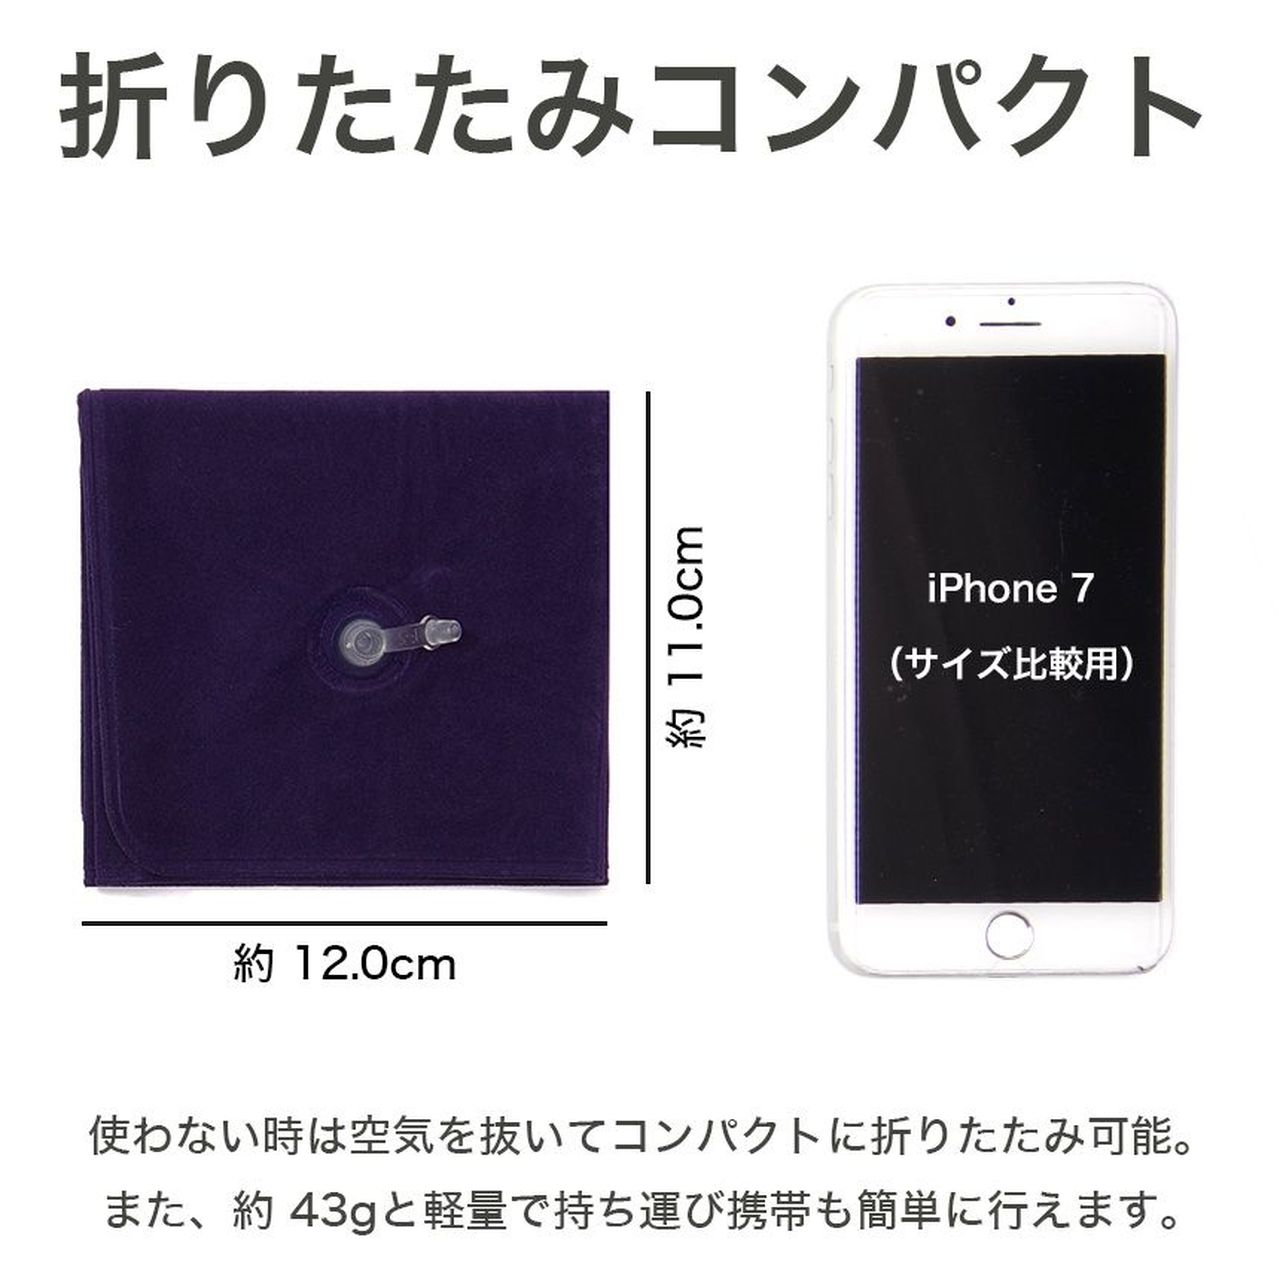 折りたたみコンパクト
約 11.0cm
iPhone 7
（サイズ比較用）
約 12.0cm
使わない時は空気を抜いてコンパクトに折りたたみ可能。
また、約 43gと軽量で持ち運び携帯も簡単に行えます。